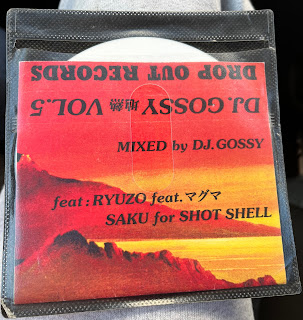 DJ.GOSSY VOL.5
DROP OUT RECORDS
MIXED by DJ.GOSSY
feat : RYUZO feat.マグマ
SAKU for SHOT SHELL